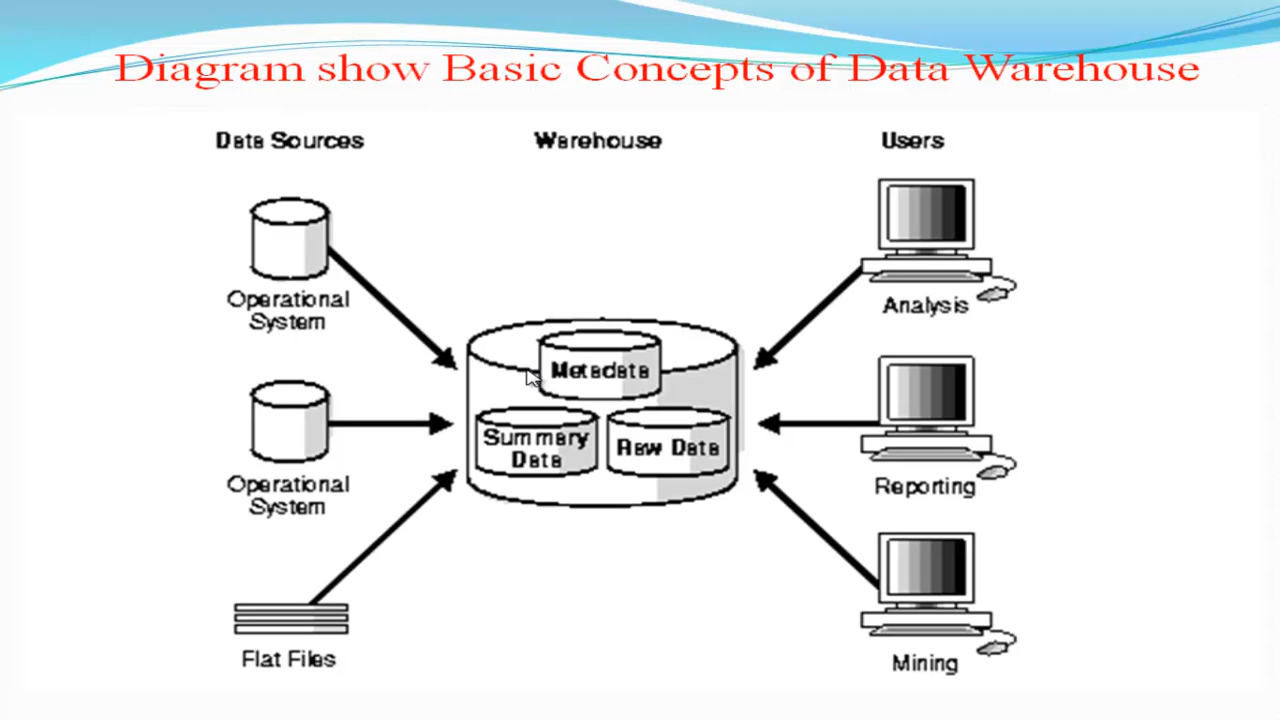 Diagram show Basic Concepts of Data Warehouse
Data Sources
Warehouse
Users
Operational
System
Operational
System
Flat Files
Metadata
Summary
Data
Raw Data
Analysis
Reporting
Mining